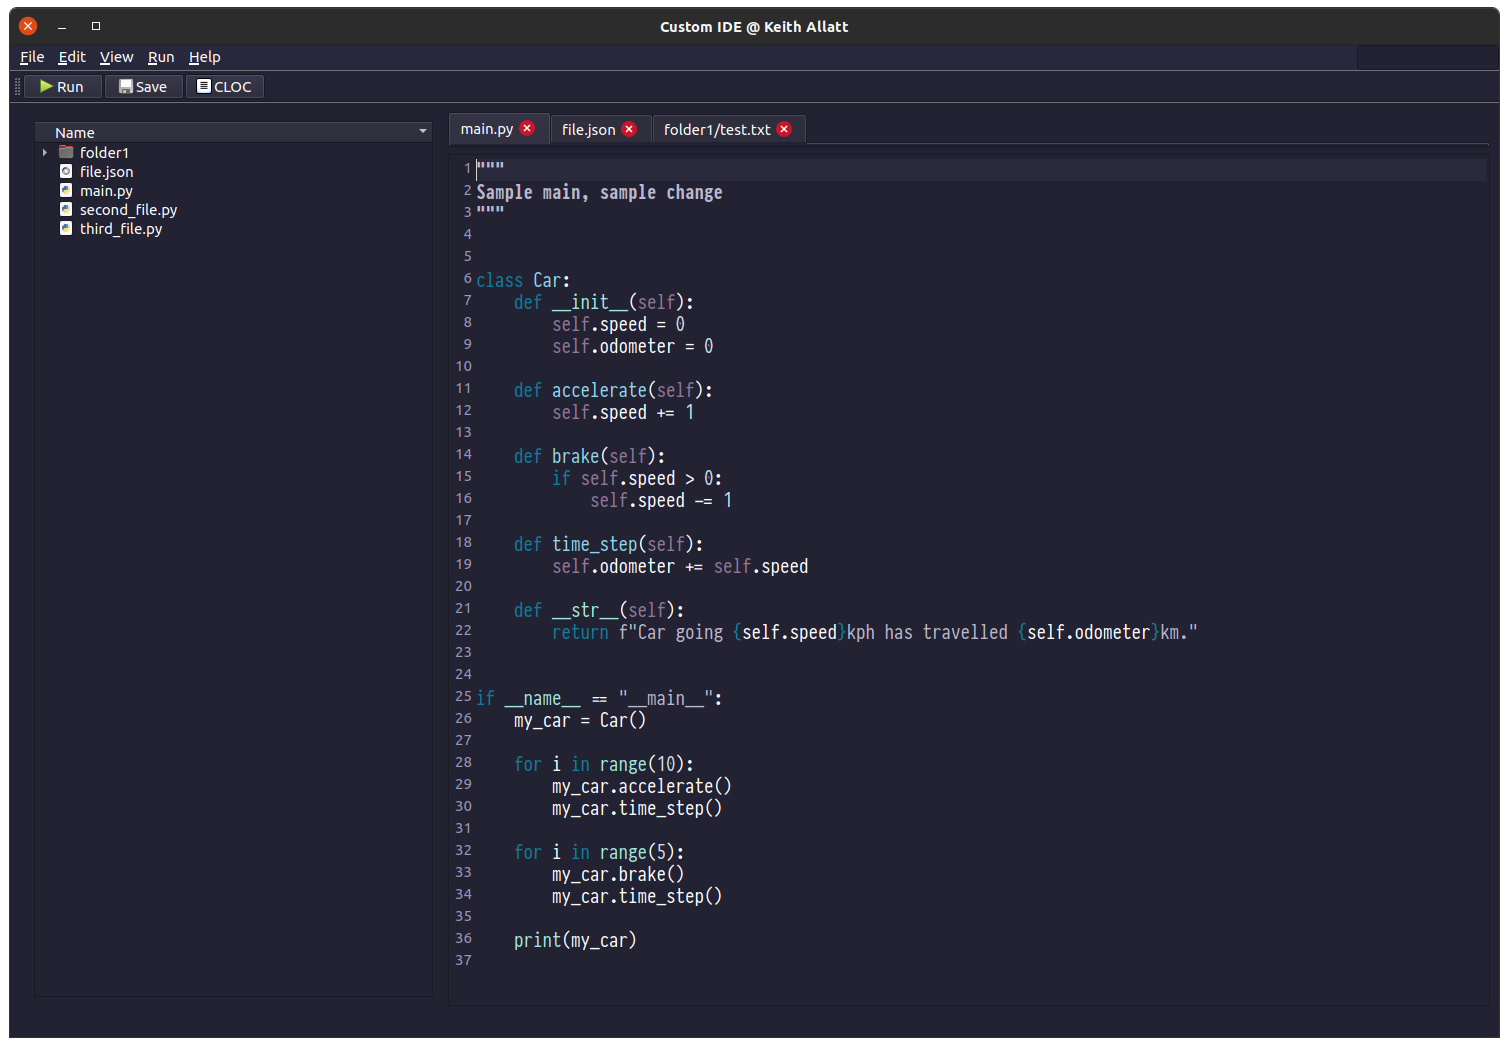 Custom IDE @ Keith Allatt
File Edit View Run Help
Run Save CLOC
Name
folder1
file.json
main.py
second_file.py
third_file.py
main.py file.json folder1/test.txt
1 """
2 Sample main, sample change
3 """
4
5
6 class Car:
7     def __init__(self):
8         self.speed = 0
9         self.odometer = 0
10
11     def accelerate(self):
12         self.speed += 1
13
14     def brake(self):
15         if self.speed > 0:
16             self.speed -= 1
17
18     def time_step(self):
19         self.odometer += self.speed
20
21     def __str__(self):
22         return f"Car going {self.speed}kph has travelled {self.odometer}km."
23
24
25 if __name__ == "__main__":
26     my_car = Car()
27
28     for i in range(10):
29         my_car.accelerate()
30         my_car.time_step()
31
32     for i in range(5):
33         my_car.brake()
34         my_car.time_step()
35
36     print(my_car)
37